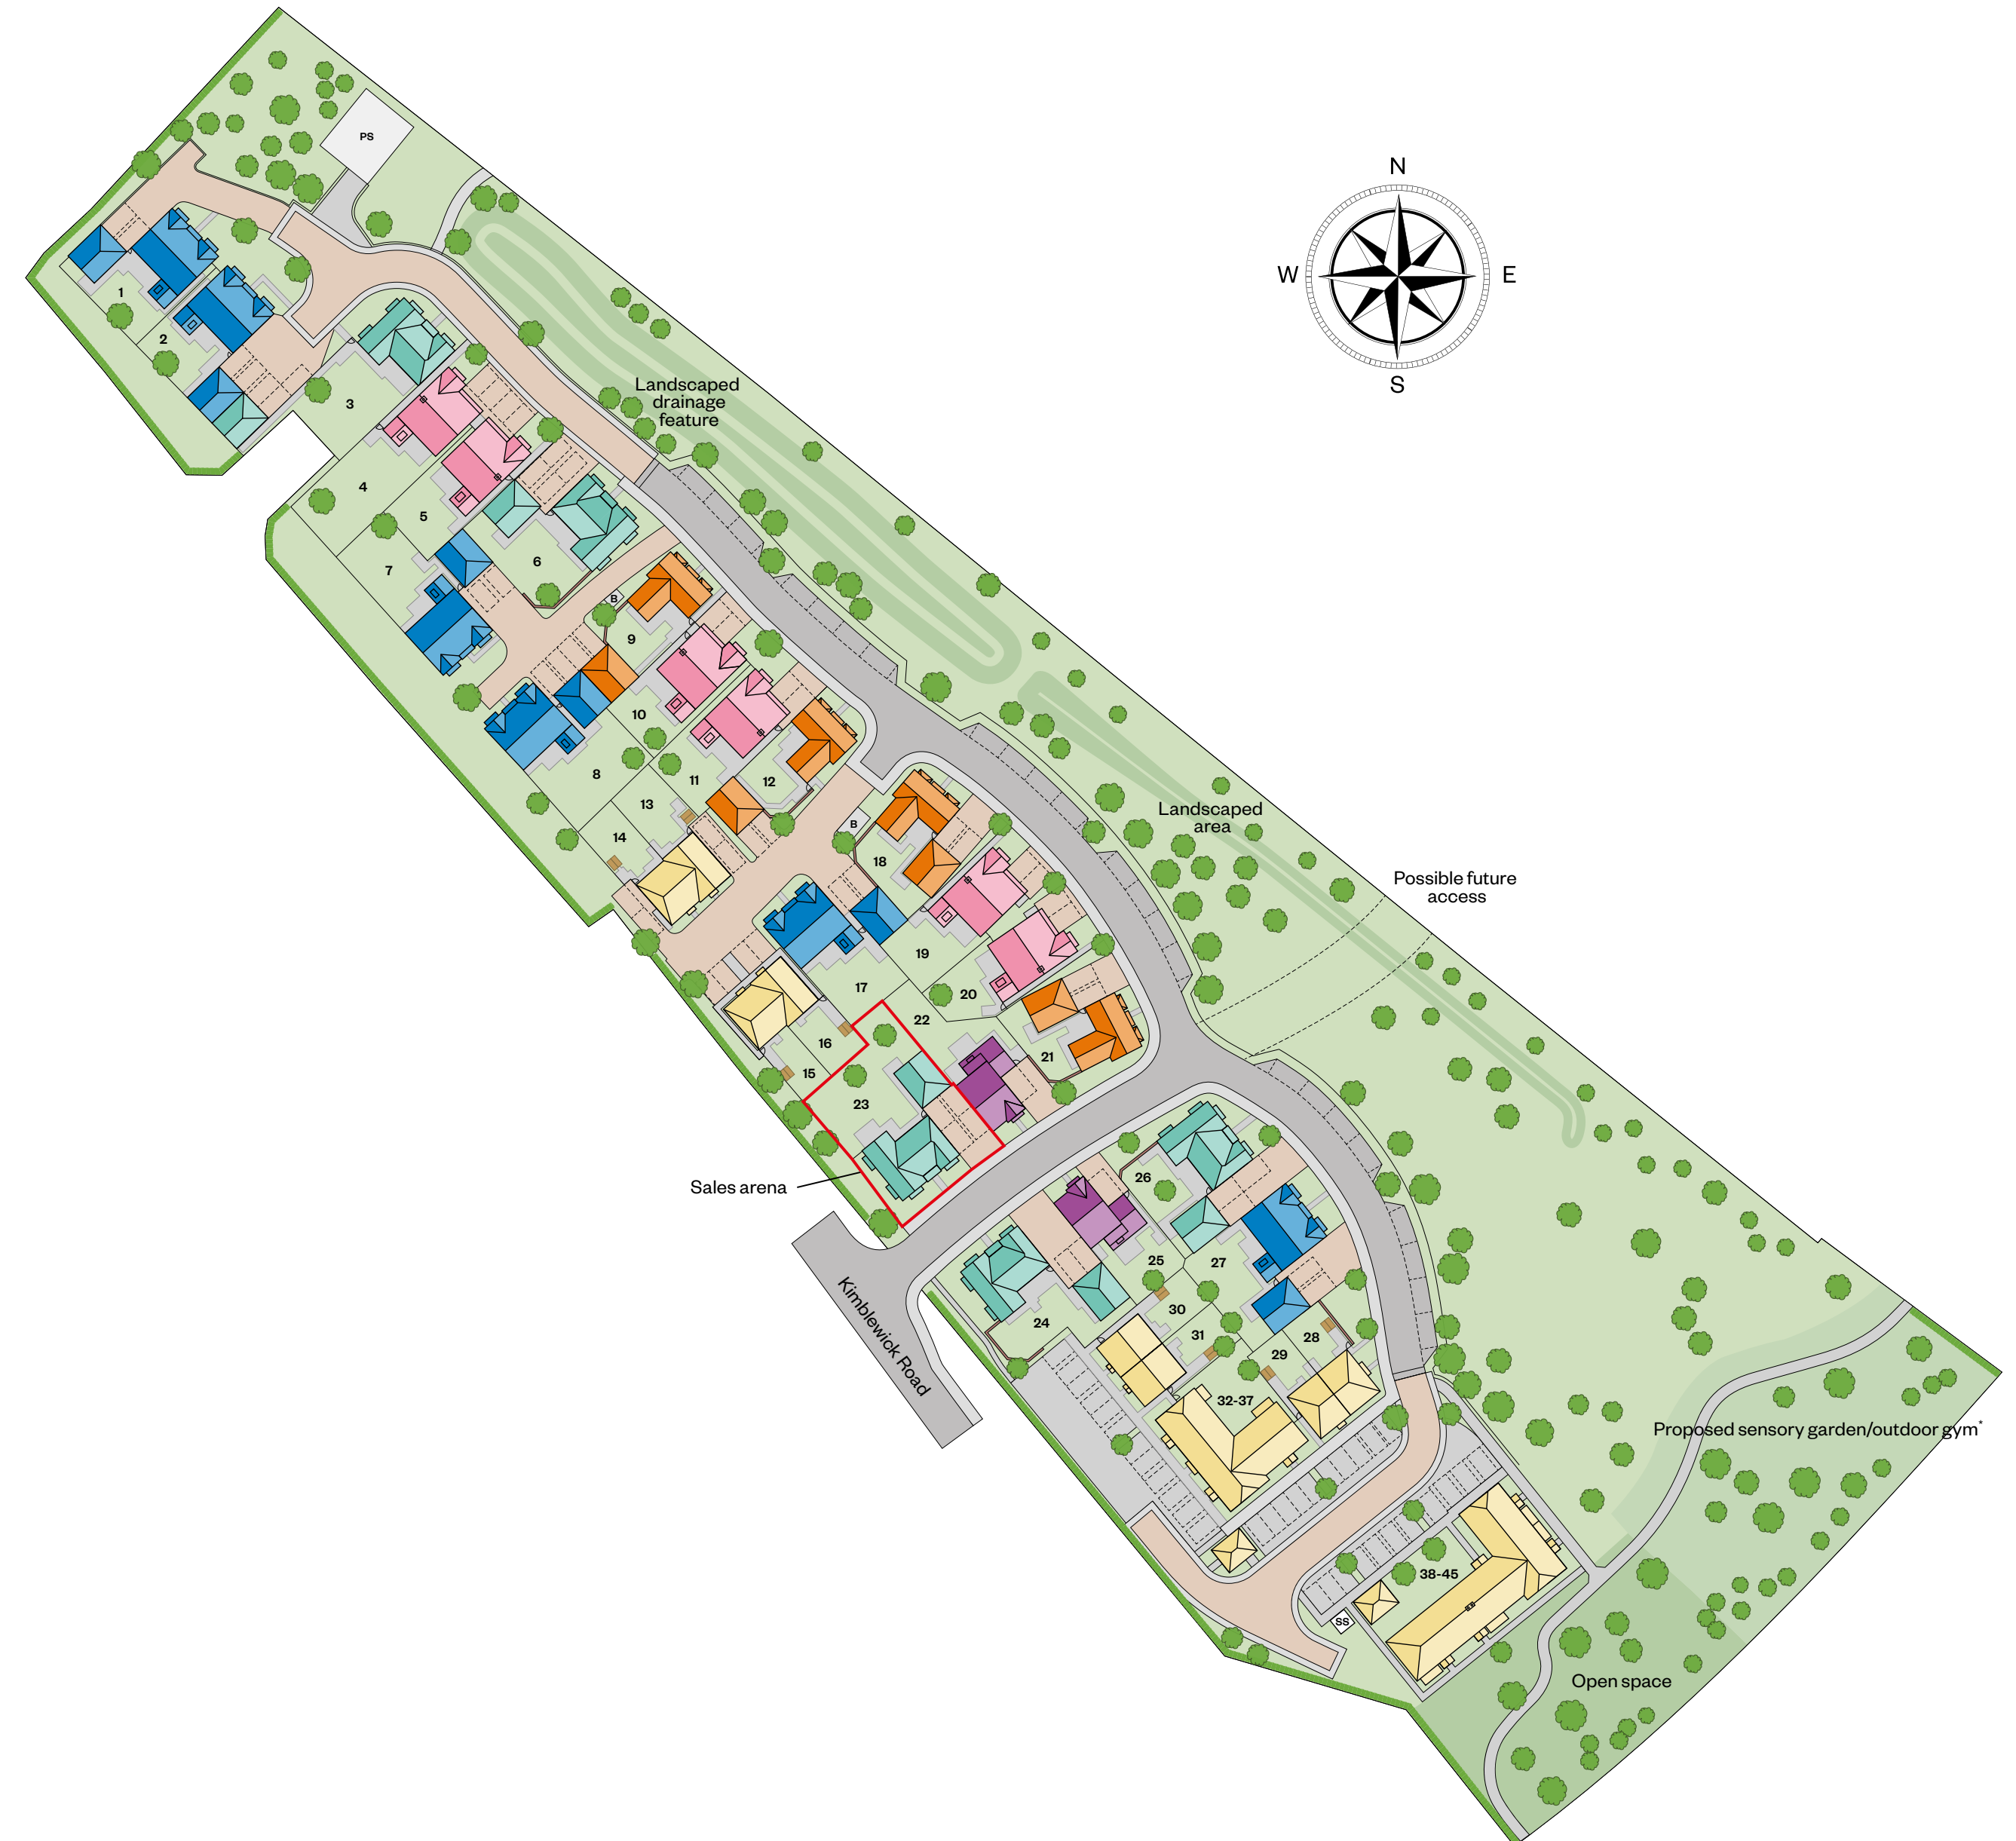 PS
N
W
E
S
1
2
3
Landscaped
drainage
feature
4
5
6
7
B
9
10
8
11
12
13
14
B
18
Landscaped
area
Possible future
access
19
20
17
22
16
21
15
23
Sales arena
26
25
27
30
24
31
28
29
Kimblewick Road
32-37
Proposed sensory garden/outdoor gym*
38-45
SS
Open space